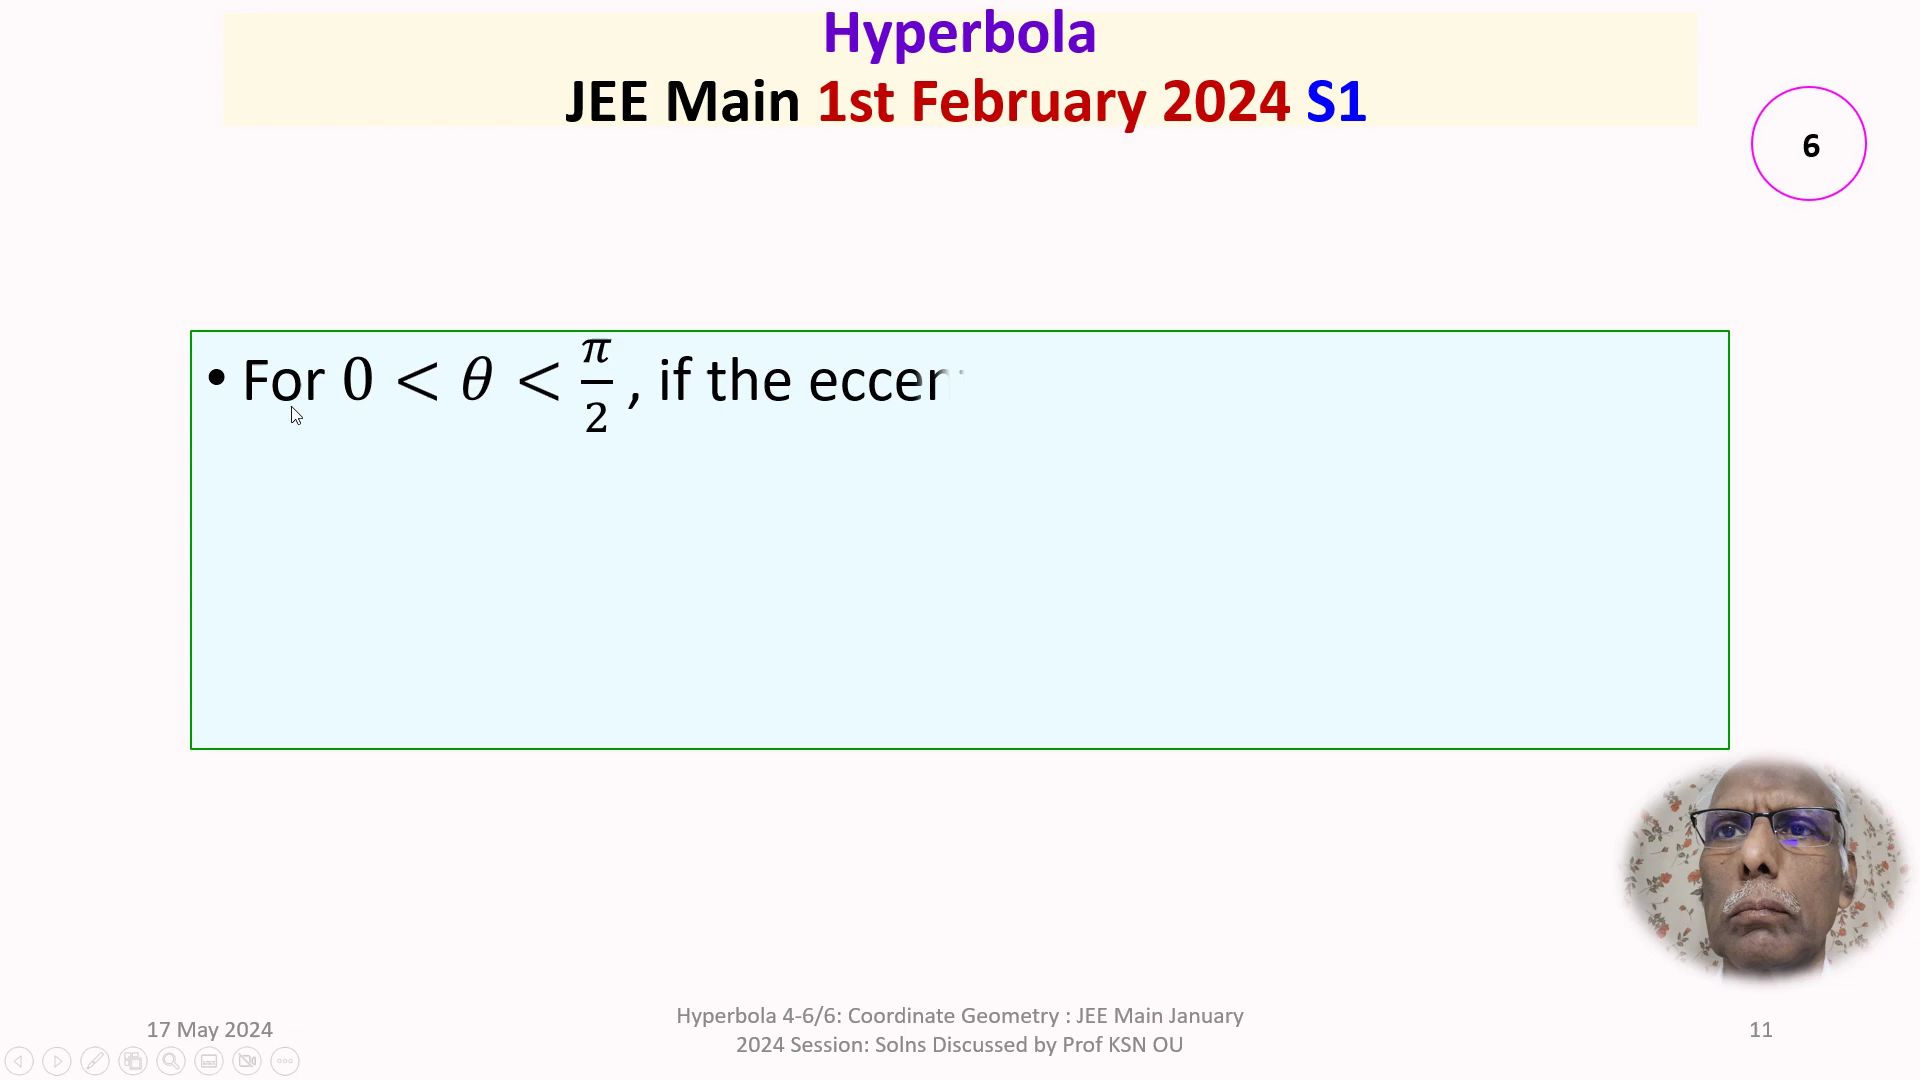 Hyperbola
JEE Main 1st February 2024 S1
6
• For 0 < θ < π/2 , if the eccen
17 May 2024
Hyperbola 4-6/6: Coordinate Geometry : JEE Main January
2024 Session: Solns Discussed by Prof KSN OU
11